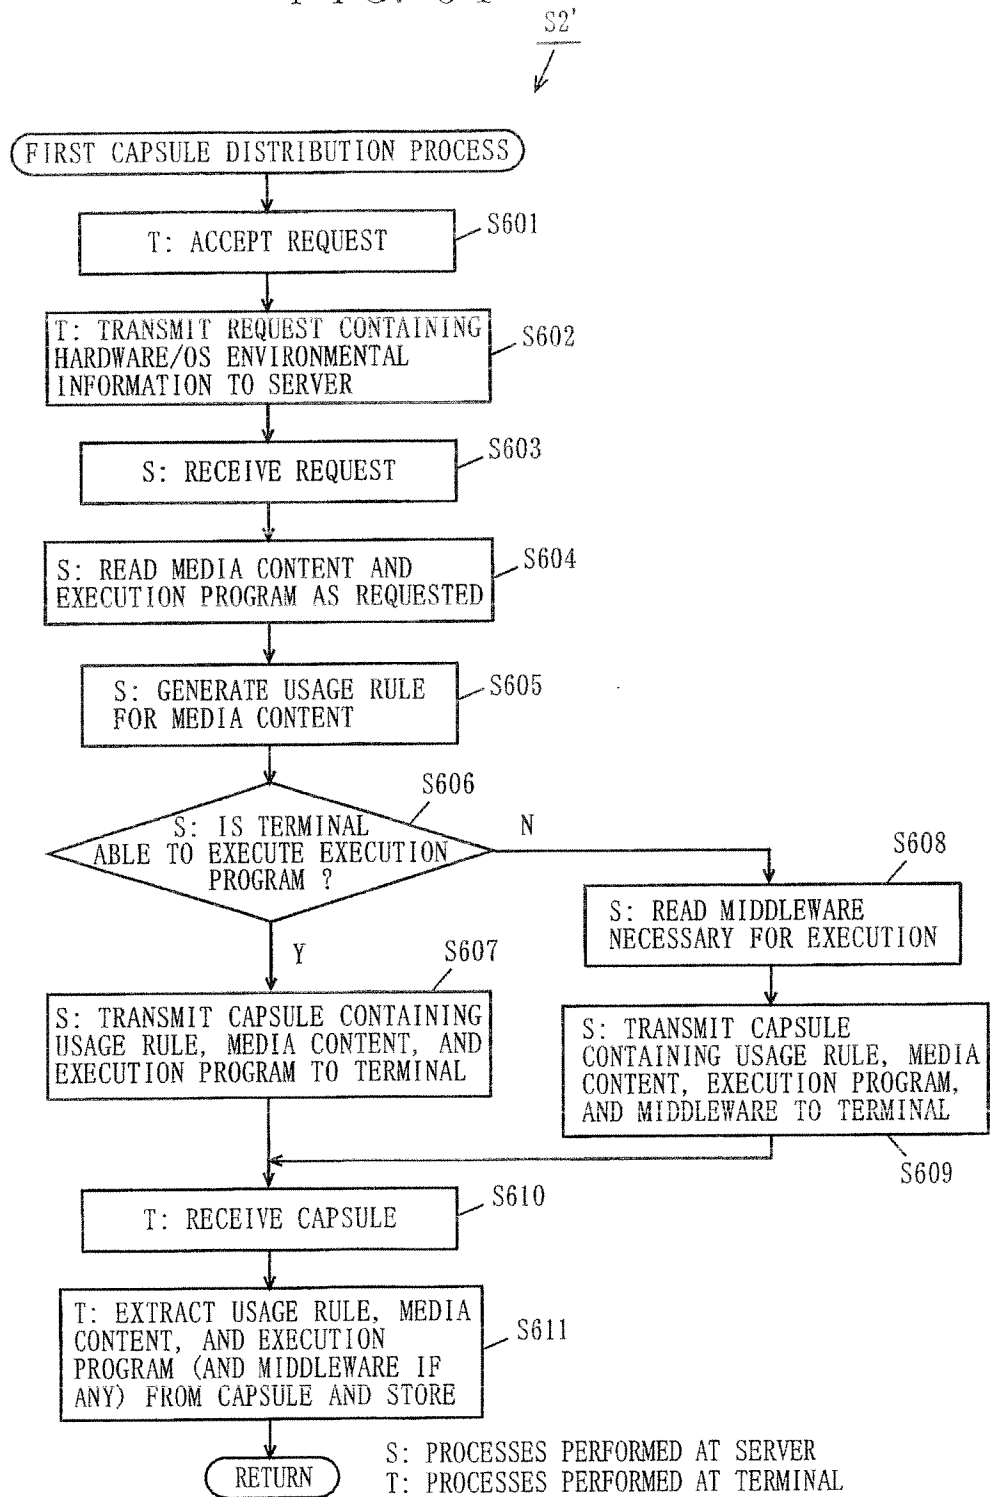 S2'
FIRST CAPSULE DISTRIBUTION PROCESS
T: ACCEPT REQUEST
S601
T: TRANSMIT REQUEST CONTAINING
HARDWARE/OS ENVIRONMENTAL
INFORMATION TO SERVER
S602
S: RECEIVE REQUEST
S603
S: READ MEDIA CONTENT AND
EXECUTION PROGRAM AS REQUESTED
S604
S: GENERATE USAGE RULE
FOR MEDIA CONTENT
S605
S606
S: IS TERMINAL
ABLE TO EXECUTE EXECUTION
PROGRAM ?
N
Y
S608
S: READ MIDDLEWARE
NECESSARY FOR EXECUTION
S607
S: TRANSMIT CAPSULE CONTAINING
USAGE RULE, MEDIA CONTENT, AND
EXECUTION PROGRAM TO TERMINAL
S: TRANSMIT CAPSULE
CONTAINING USAGE RULE, MEDIA
CONTENT, EXECUTION PROGRAM,
AND MIDDLEWARE TO TERMINAL
S609
T: RECEIVE CAPSULE
S610
T: EXTRACT USAGE RULE, MEDIA
CONTENT, AND EXECUTION
PROGRAM (AND MIDDLEWARE IF
ANY) FROM CAPSULE AND STORE
S611
RETURN
S: PROCESSES PERFORMED AT SERVER
T: PROCESSES PERFORMED AT TERMINAL